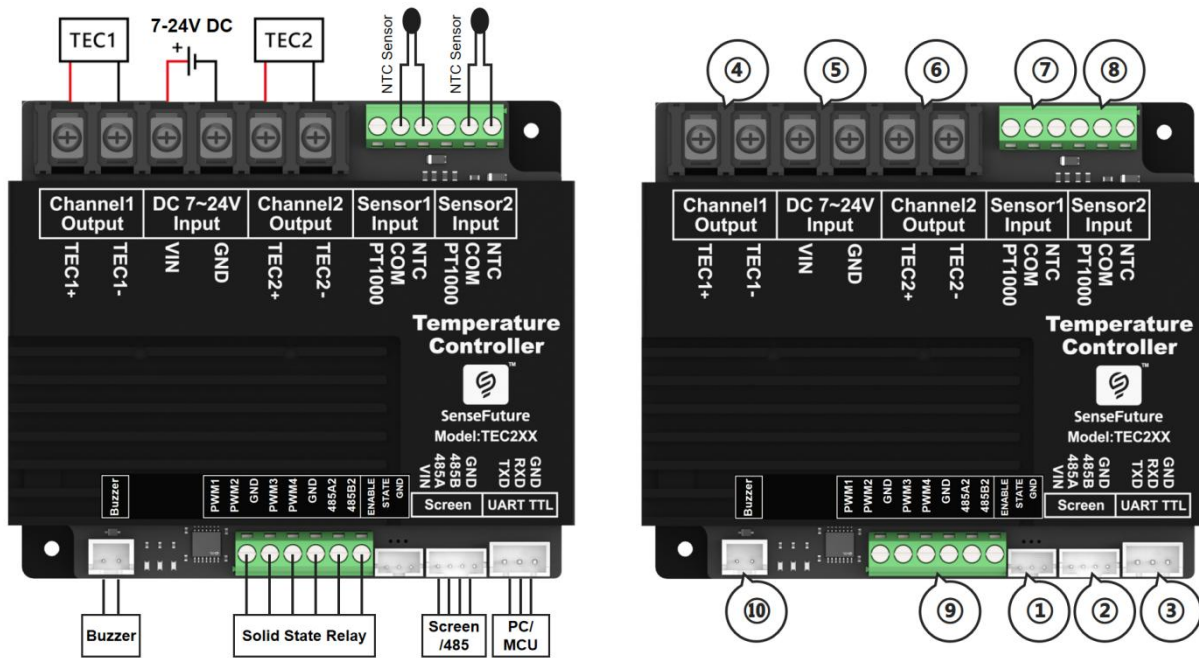 TEC1
7-24V DC
+
TEC2
NTC Sensor
NTC Sensor
Channel1
Output
DC 7~24V
Input
Channel2
Output
Sensor1
Input
Sensor2
Input
TEC1+
TEC1-
VIN
GND
TEC2+
TEC2-
PT1000
COM
NTC
PT1000
COM
NTC
Temperature
Controller
TM
SenseFuture
Model:TEC2XX
Buzzer
PWM1
PWM2
GND
PWM3
PWM4
GND
485A2
485B2
ENABLE
STATE
GND
VIN
485A
485B
GND
TXD
RXD
GND
Screen
UART TTL
Buzzer
Solid State Relay
Screen
/485
PC/
MCU
④
⑤
⑥
⑦
⑧
Channel1
Output
DC 7~24V
Input
Channel2
Output
Sensor1
Input
Sensor2
Input
TEC1+
TEC1-
VIN
GND
TEC2+
TEC2-
PT1000
COM
NTC
PT1000
COM
NTC
Temperature
Controller
TM
SenseFuture
Model:TEC2XX
Buzzer
PWM1
PWM2
GND
PWM3
PWM4
GND
485A2
485B2
ENABLE
STATE
GND
VIN
485A
485B
GND
TXD
RXD
GND
Screen
UART TTL
⑩
⑨
①
②
③